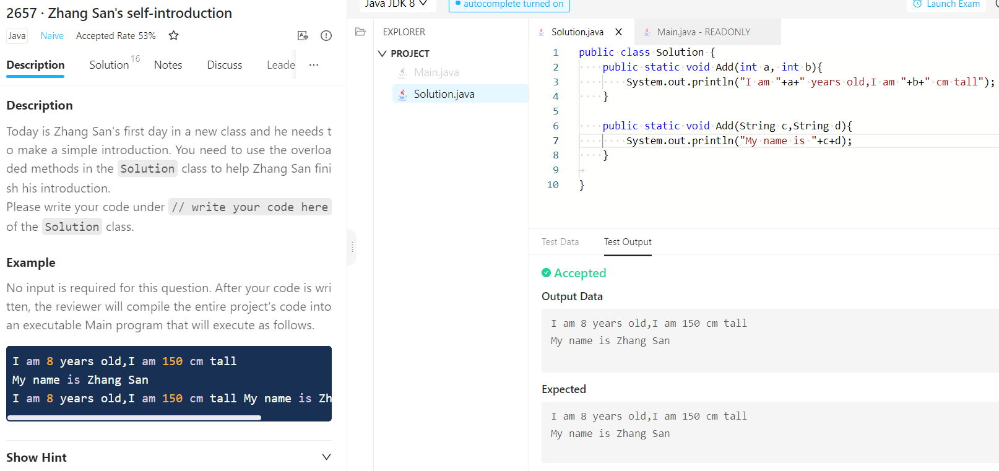 2657 · Zhang San's self-introduction
Java Naive Accepted Rate 53%
Description Solution 16 Notes Discuss Leade ...
Description
Today is Zhang San's first day in a new class and he needs t
o make a simple introduction. You need to use the overloa
ded methods in the Solution class to help Zhang San fini
sh his introduction.
Please write your code under // write your code here
of the Solution class.
Example
No input is required for this question. After your code is wri
tten, the reviewer will compile the entire project's code into
an executable Main program that will execute as follows.
I am 8 years old,I am 150 cm tall
My name is Zhang San
I am 8 years old,I am 150 cm tall My name is Zh
Show Hint
Java JDK 8 autocomplete turned on Launch Exam
EXPLORER
PROJECT
Main.java
Solution.java
Solution.java X Main.java - READONLY
1 public class Solution {
2 public static void Add(int a, int b){
3 System.out.println("I am "+a+" years old,I am "+b+" cm tall");
4 }
5
6 public static void Add(String c,String d){
7 System.out.println("My name is "+c+d);
8 }
9
10 }
Test Data Test Output
Accepted
Output Data
I am 8 years old,I am 150 cm tall
My name is Zhang San
Expected
I am 8 years old,I am 150 cm tall
My name is Zhang San